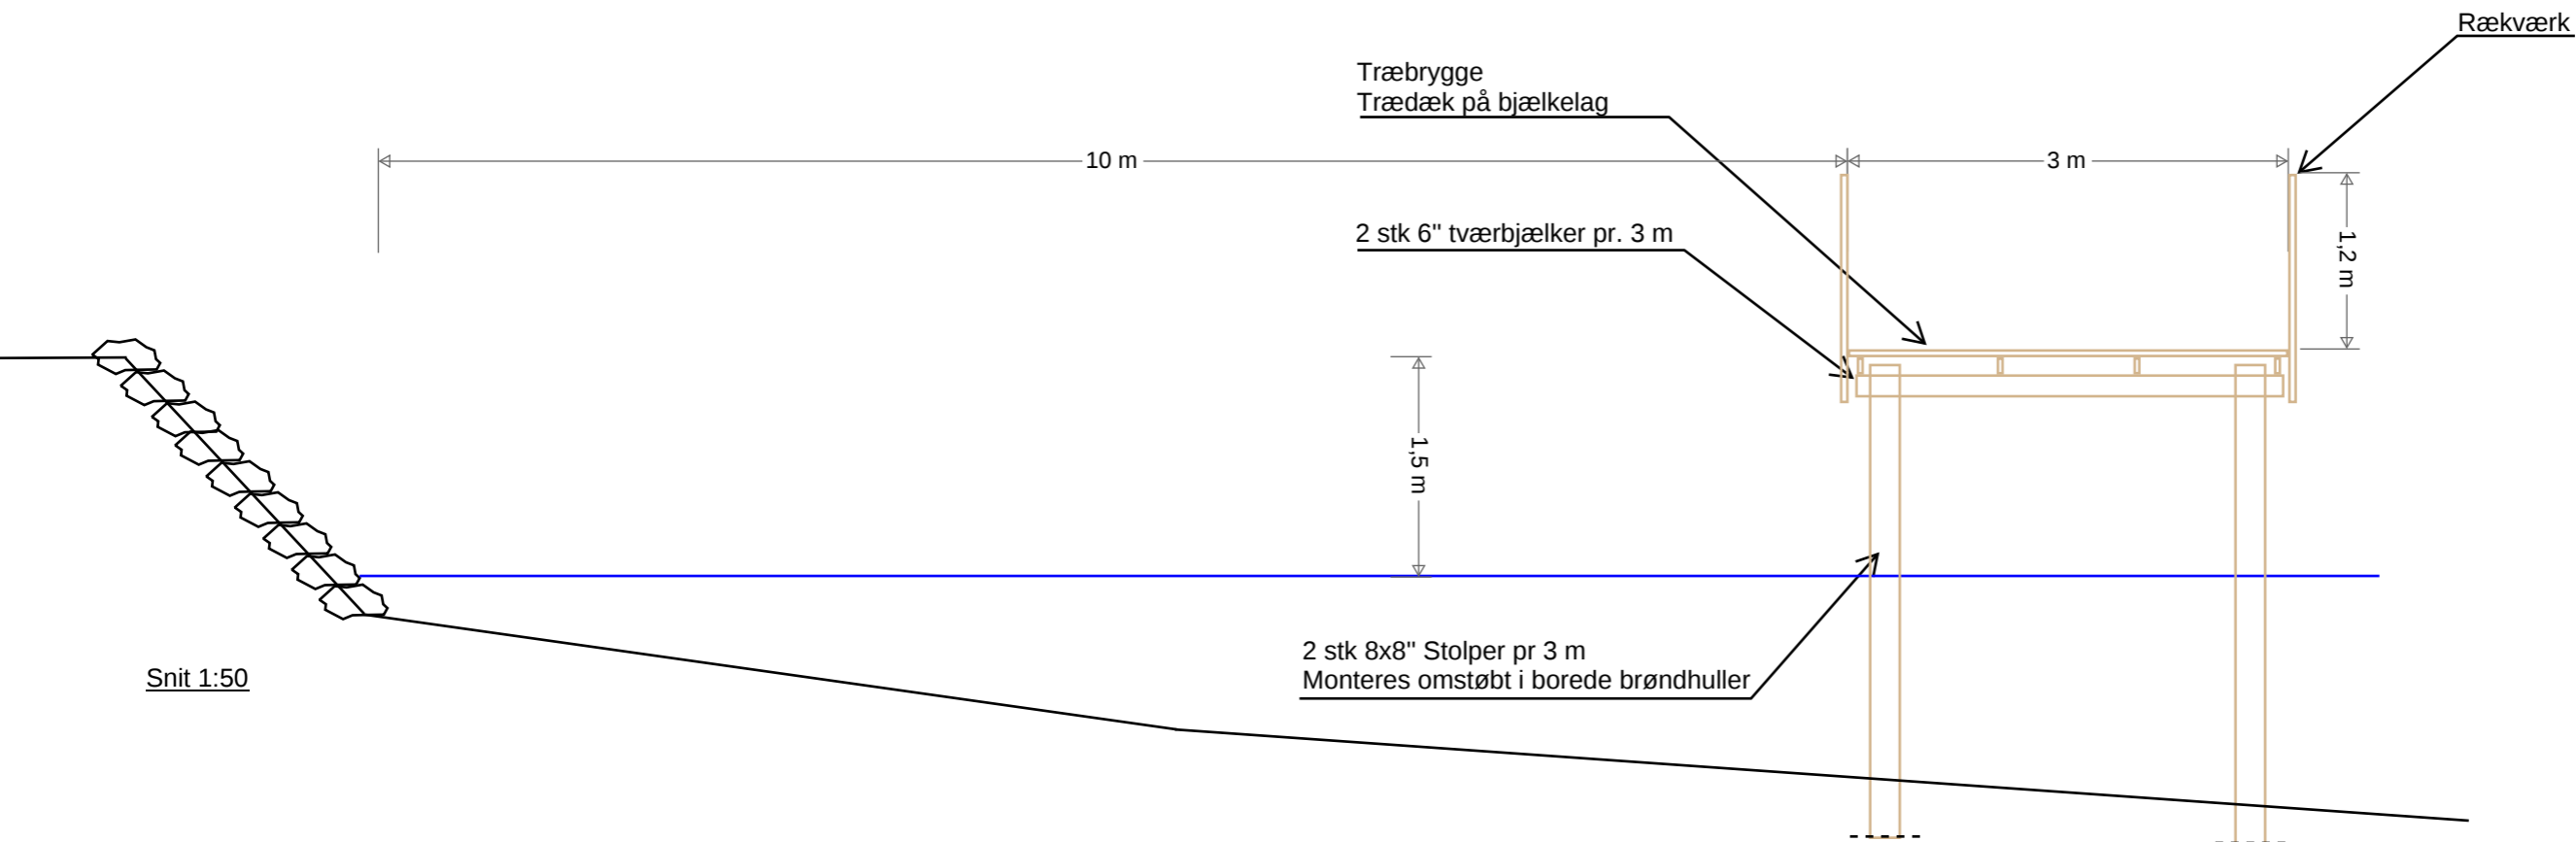 Rækværk
Træbrygge
Trædæk på bjælkelag
10 m
3 m
2 stk 6" tværbjælker pr. 3 m
1,2 m
1,5 m
2 stk 8x8" Stolper pr 3 m
Monteres omstøbt i borede brøndhuller
Snit 1:50